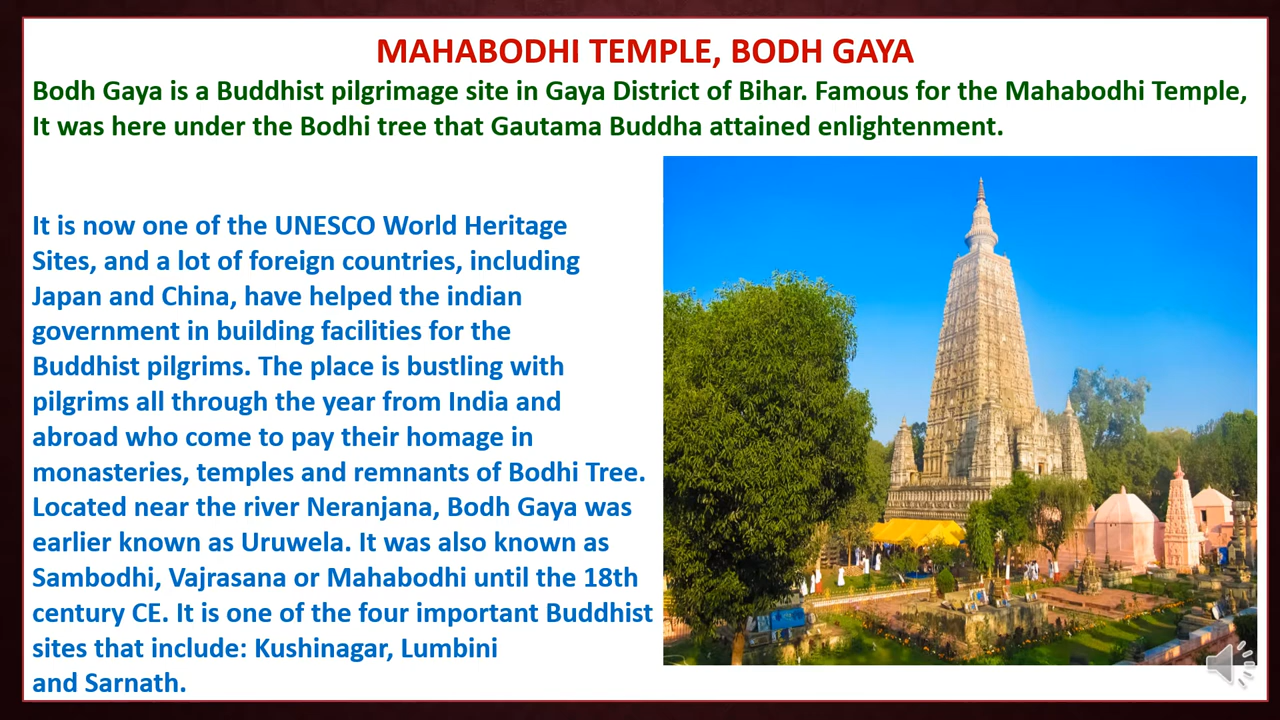 MAHABODHI TEMPLE, BODH GAYA
Bodh Gaya is a Buddhist pilgrimage site in Gaya District of Bihar. Famous for the Mahabodhi Temple,
It was here under the Bodhi tree that Gautama Buddha attained enlightenment.
It is now one of the UNESCO World Heritage
Sites, and a lot of foreign countries, including
Japan and China, have helped the indian
government in building facilities for the
Buddhist pilgrims. The place is bustling with
pilgrims all through the year from India and
abroad who come to pay their homage in
monasteries, temples and remnants of Bodhi Tree.
Located near the river Neranjana, Bodh Gaya was
earlier known as Uruwela. It was also known as
Sambodhi, Vajrasana or Mahabodhi until the 18th
century CE. It is one of the four important Buddhist
sites that include: Kushinagar, Lumbini
and Sarnath.